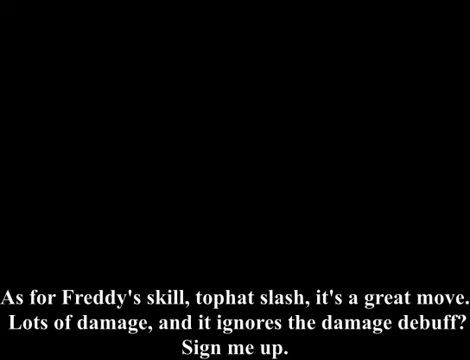 As for Freddy's skill, tophat slash, it's a great move.
Lots of damage, and it ignores the damage debuff?
Sign me up.